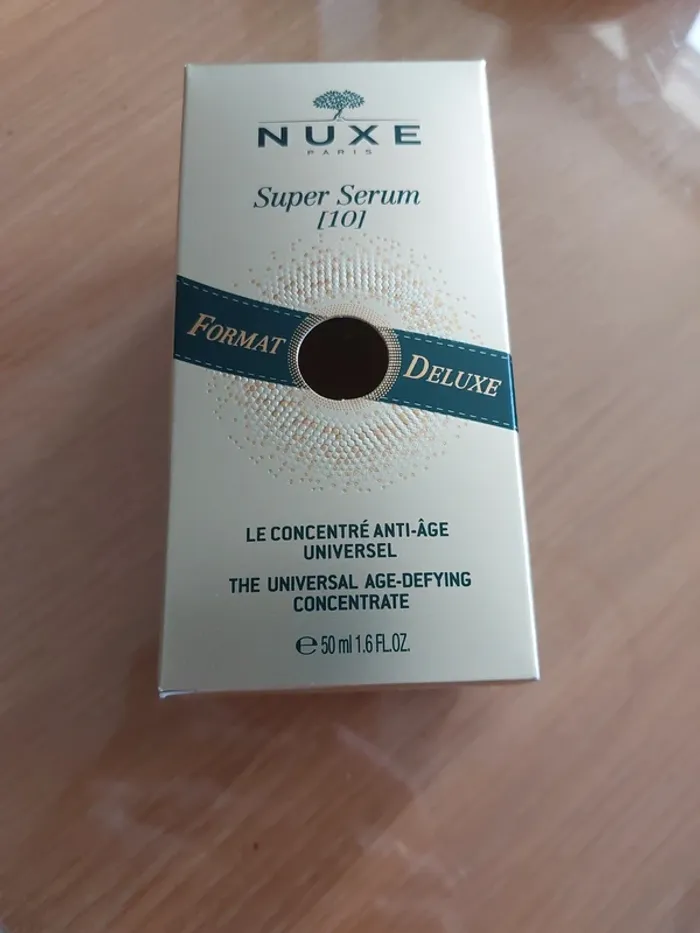 NUXE
PARIS
Super Serum
[10]
FORMAT DELUXE
LE CONCENTRÉ ANTI-ÂGE
UNIVERSEL
THE UNIVERSAL AGE-DEFYING
CONCENTRATE
℮ 50 ml 1.6 FL.OZ.